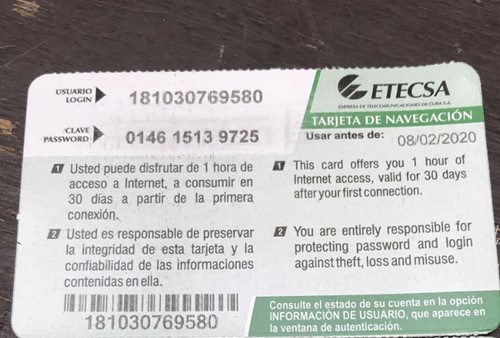 USUARIO
LOGIN
181030769580
CLAVE
PASSWORD
0146 1513 9725
ETECSA
EMPRESA DE TELECOMUNICACIONES DE CUBA S.A.
TARJETA DE NAVEGACIÓN
Usar antes de: 08/02/2020
1 Usted puede disfrutar de 1 hora de
acceso a Internet, a consumir en
30 días a partir de la primera
conexión.
2 Usted es responsable de preservar
la integridad de esta tarjeta y la
confiabilidad de las informaciones
contenidas en ella.
1 This card offers you 1 hour of
Internet access, valid for 30 days
after your first connection.
2 You are entirely responsible for
protecting password and login
against theft, loss and misuse.
181030769580
Consulte el estado de su cuenta en la opción
INFORMACIÓN DE USUARIO, que aparece en
la ventana de autenticación.